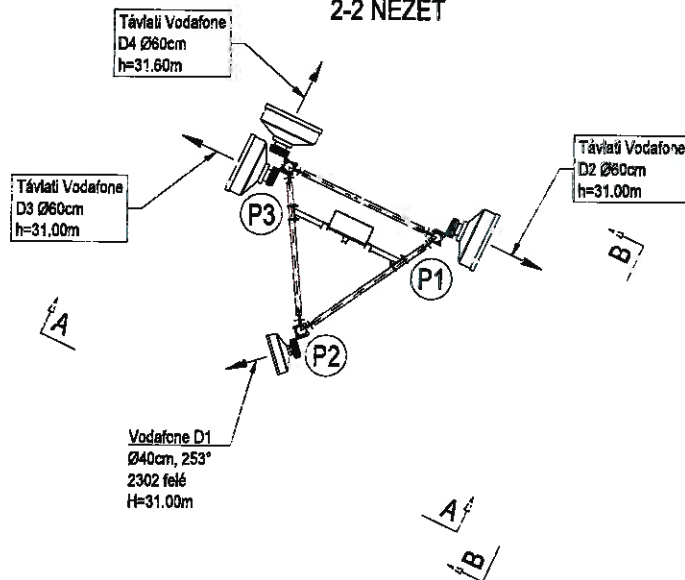 2-2 NÉZET
Távlati Vodafone
D4 Ø60cm
h=31.60m
Távlati Vodafone
D2 Ø60cm
h=31.00m
Távlati Vodafone
D3 Ø60cm
h=31.00m
P3
P1
B
A
P2
Vodafone D1
Ø40cm, 253°
2302 felé
H=31.00m
A
B